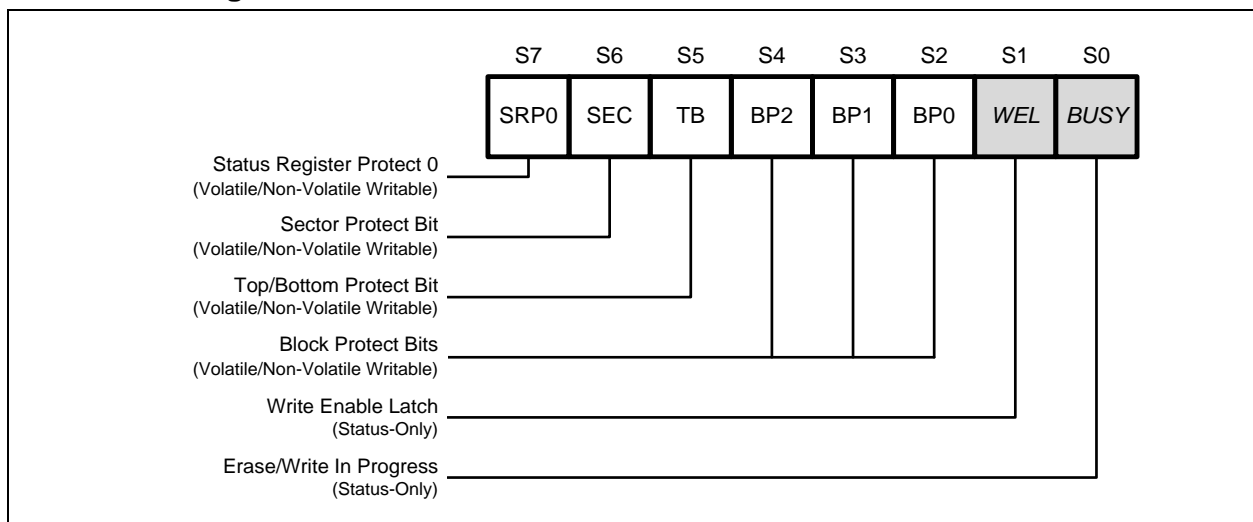 S7 S6 S5 S4 S3 S2 S1 S0
SRP0 SEC TB BP2 BP1 BP0 WEL BUSY
Status Register Protect 0
(Volatile/Non-Volatile Writable)
Sector Protect Bit
(Volatile/Non-Volatile Writable)
Top/Bottom Protect Bit
(Volatile/Non-Volatile Writable)
Block Protect Bits
(Volatile/Non-Volatile Writable)
Write Enable Latch
(Status-Only)
Erase/Write In Progress
(Status-Only)